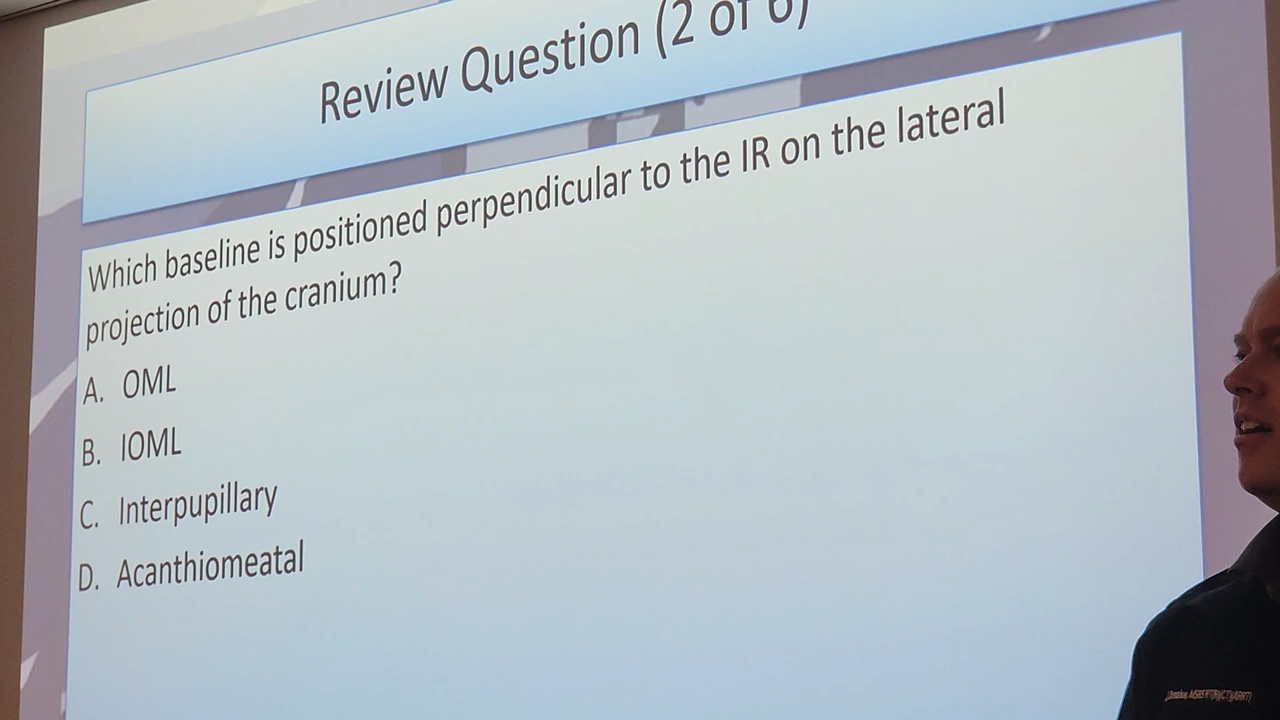 Review Question (2 of 6)
Which baseline is positioned perpendicular to the IR on the lateral
projection of the cranium?
A. OML
B. IOML
C. Interpupillary
D. Acanthiomeatal